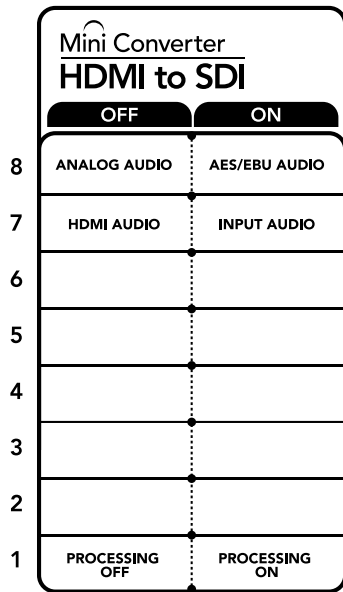 Mini Converter
HDMI to SDI
OFF ON
8 ANALOG AUDIO AES/EBU AUDIO
7 HDMI AUDIO INPUT AUDIO
6
5
4
3
2
1 PROCESSING OFF PROCESSING ON